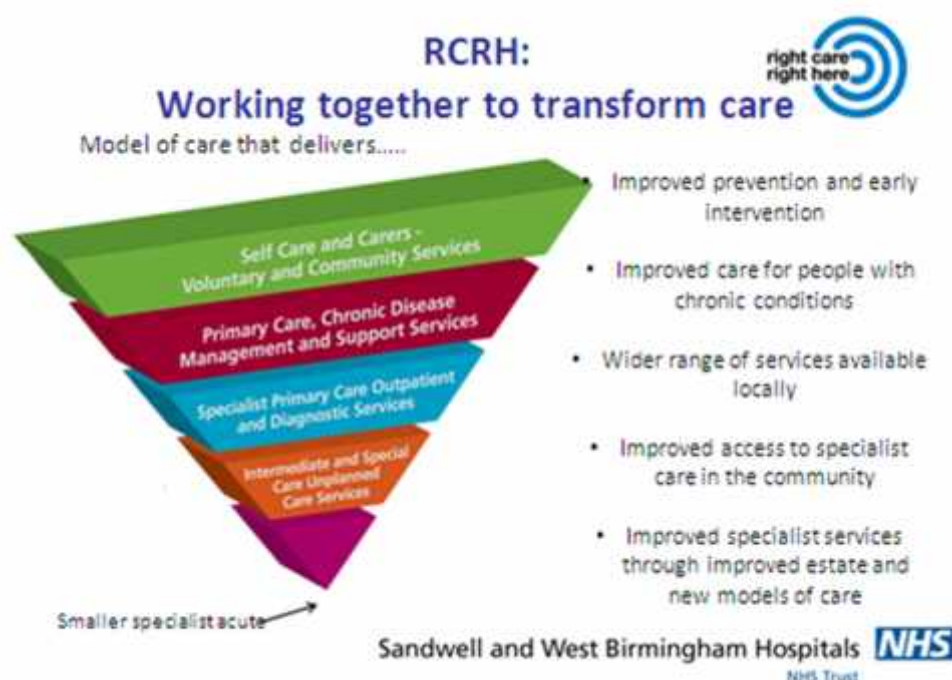 RCRH:
Working together to transform care
right care
right here
Model of care that delivers.....
Self Care and Carers -
Voluntary and Community Services
Primary Care, Chronic Disease
Management and Support Services
Specialist Primary Care Outpatient
and Diagnostic Services
Intermediate and Special
Care Unplanned
Care Services
Smaller specialist acute
• Improved prevention and early
intervention
• Improved care for people with
chronic conditions
• Wider range of services available
locally
• Improved access to specialist
care in the community
• Improved specialist services
through improved estate and
new models of care
Sandwell and West Birmingham Hospitals NHS
NHS Trust